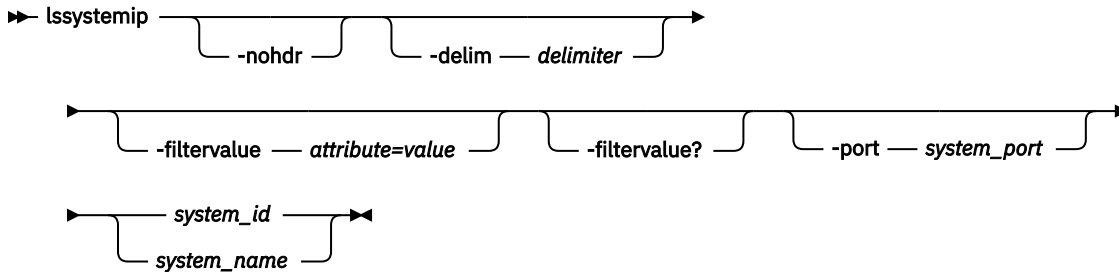 lssystemip
-nohdr -delim delimiter
-filtervalue attribute=value -filtervalue? -port system_port
system_id
system_name